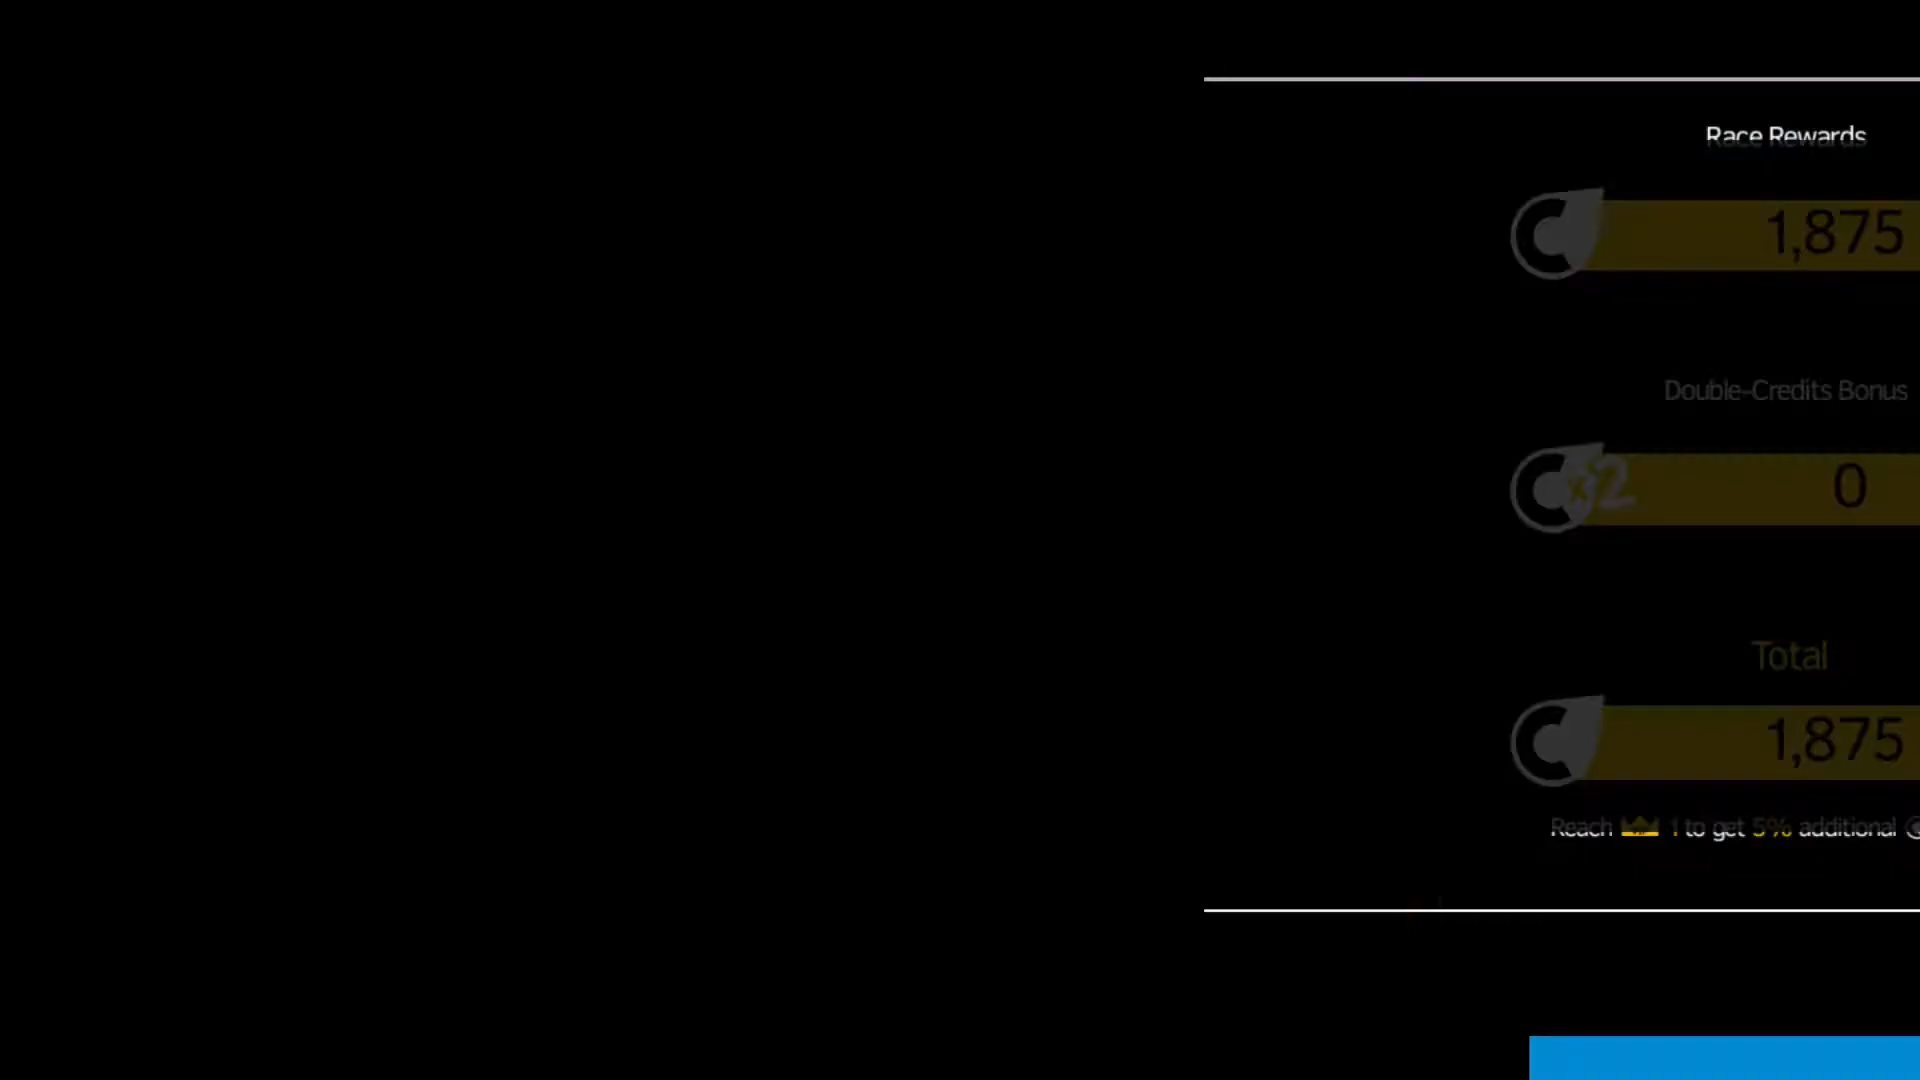 Race Rewards
1,875
Double-Credits Bonus
x2
0
Total
1,875
Reach 1 to get 5% additional